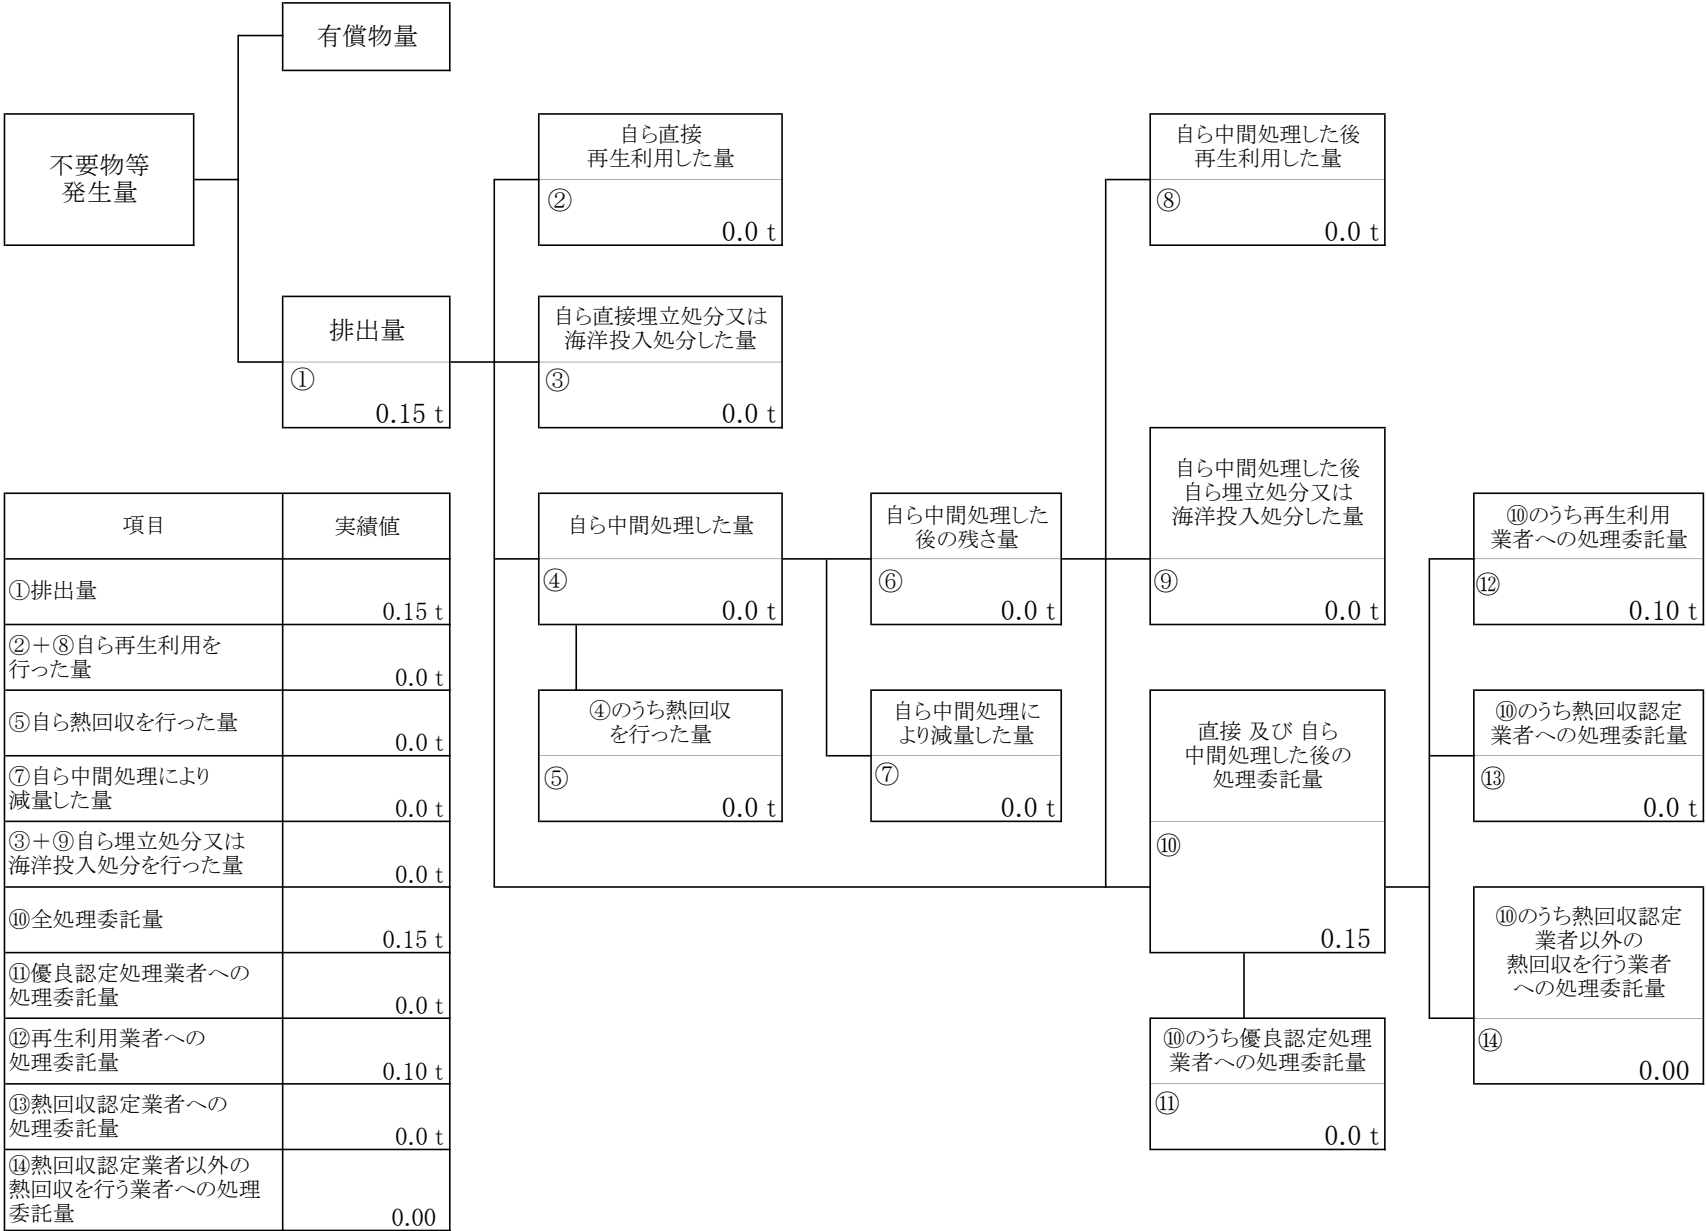 有償物量
不要物等
発生量
自ら直接
再生利用した量
②
0.0 t
自ら中間処理した後
再生利用した量
⑧
0.0 t
排出量
①
0.15 t
自ら直接埋立処分又は
海洋投入処分した量
③
0.0 t
自ら中間処理した後
自ら埋立処分又は
海洋投入処分した量
⑨
0.0 t
自ら中間処理した量
④
0.0 t
自ら中間処理した
後の残さ量
⑥
0.0 t
⑩のうち再生利用
業者への処理委託量
⑫
0.10 t
④のうち熱回収
を行った量
⑤
0.0 t
自ら中間処理に
より減量した量
⑦
0.0 t
直接 及び 自ら
中間処理した後の
処理委託量
⑩
0.15
⑩のうち熱回収認定
業者への処理委託量
⑬
0.0 t
⑩のうち熱回収認定
業者以外の
熱回収を行う業者
への処理委託量
⑭
0.00
⑩のうち優良認定処理
業者への処理委託量
⑪
0.0 t
項目 実績値
①排出量
0.15 t
②＋⑧自ら再生利用を
行った量
0.0 t
⑤自ら熱回収を行った量
0.0 t
⑦自ら中間処理により
減量した量
0.0 t
③＋⑨自ら埋立処分又は
海洋投入処分を行った量
0.0 t
⑩全処理委託量
0.15 t
⑪優良認定処理業者への
処理委託量
0.0 t
⑫再生利用業者への
処理委託量
0.10 t
⑬熱回収認定業者への
処理委託量
0.0 t
⑭熱回収認定業者以外の
熱回収を行う業者への処理
委託量
0.00